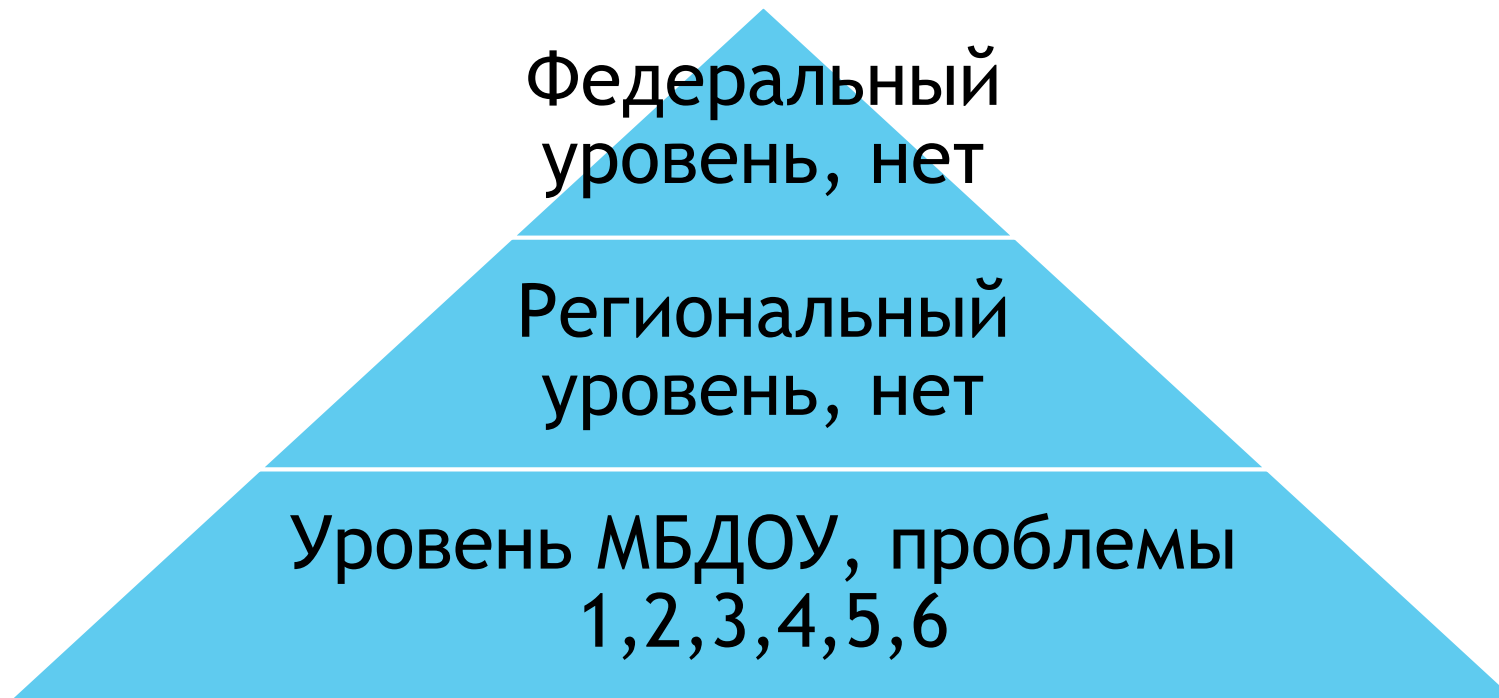 Федеральный
уровень, нет
Региональный
уровень, нет
Уровень МБДОУ, проблемы
1,2,3,4,5,6